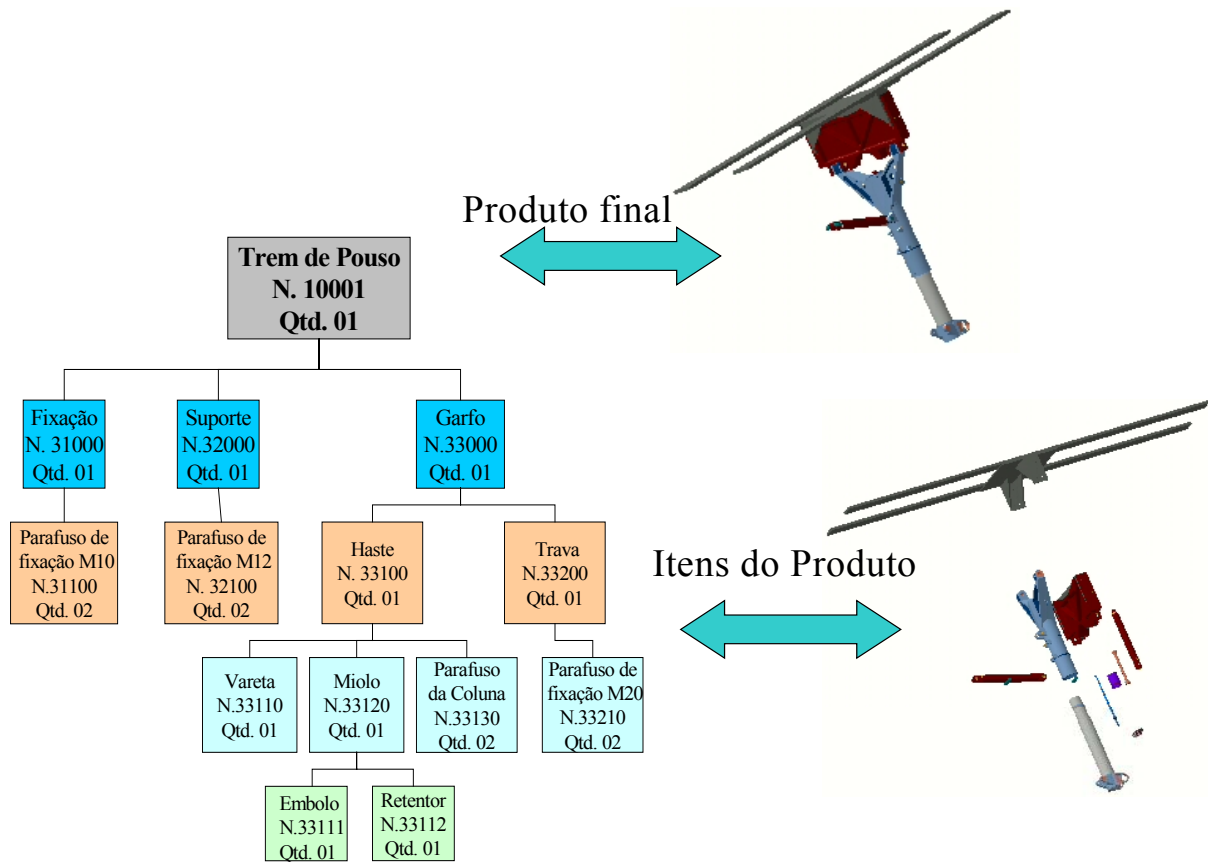 Produto final
Trem de Pouso
N. 10001
Qtd. 01
Fixação
N. 31000
Qtd. 01
Suporte
N.32000
Qtd. 01
Garfo
N.33000
Qtd. 01
Parafuso de
fixação M10
N.31100
Qtd. 02
Parafuso de
fixação M12
N. 32100
Qtd. 02
Haste
N. 33100
Qtd. 01
Trava
N.33200
Qtd. 01
Itens do Produto
Vareta
N.33110
Qtd. 01
Miolo
N.33120
Qtd. 01
Parafuso
da Coluna
N.33130
Qtd. 02
Parafuso de
fixação M20
N.33210
Qtd. 02
Embolo
N.33111
Qtd. 01
Retentor
N.33112
Qtd. 01